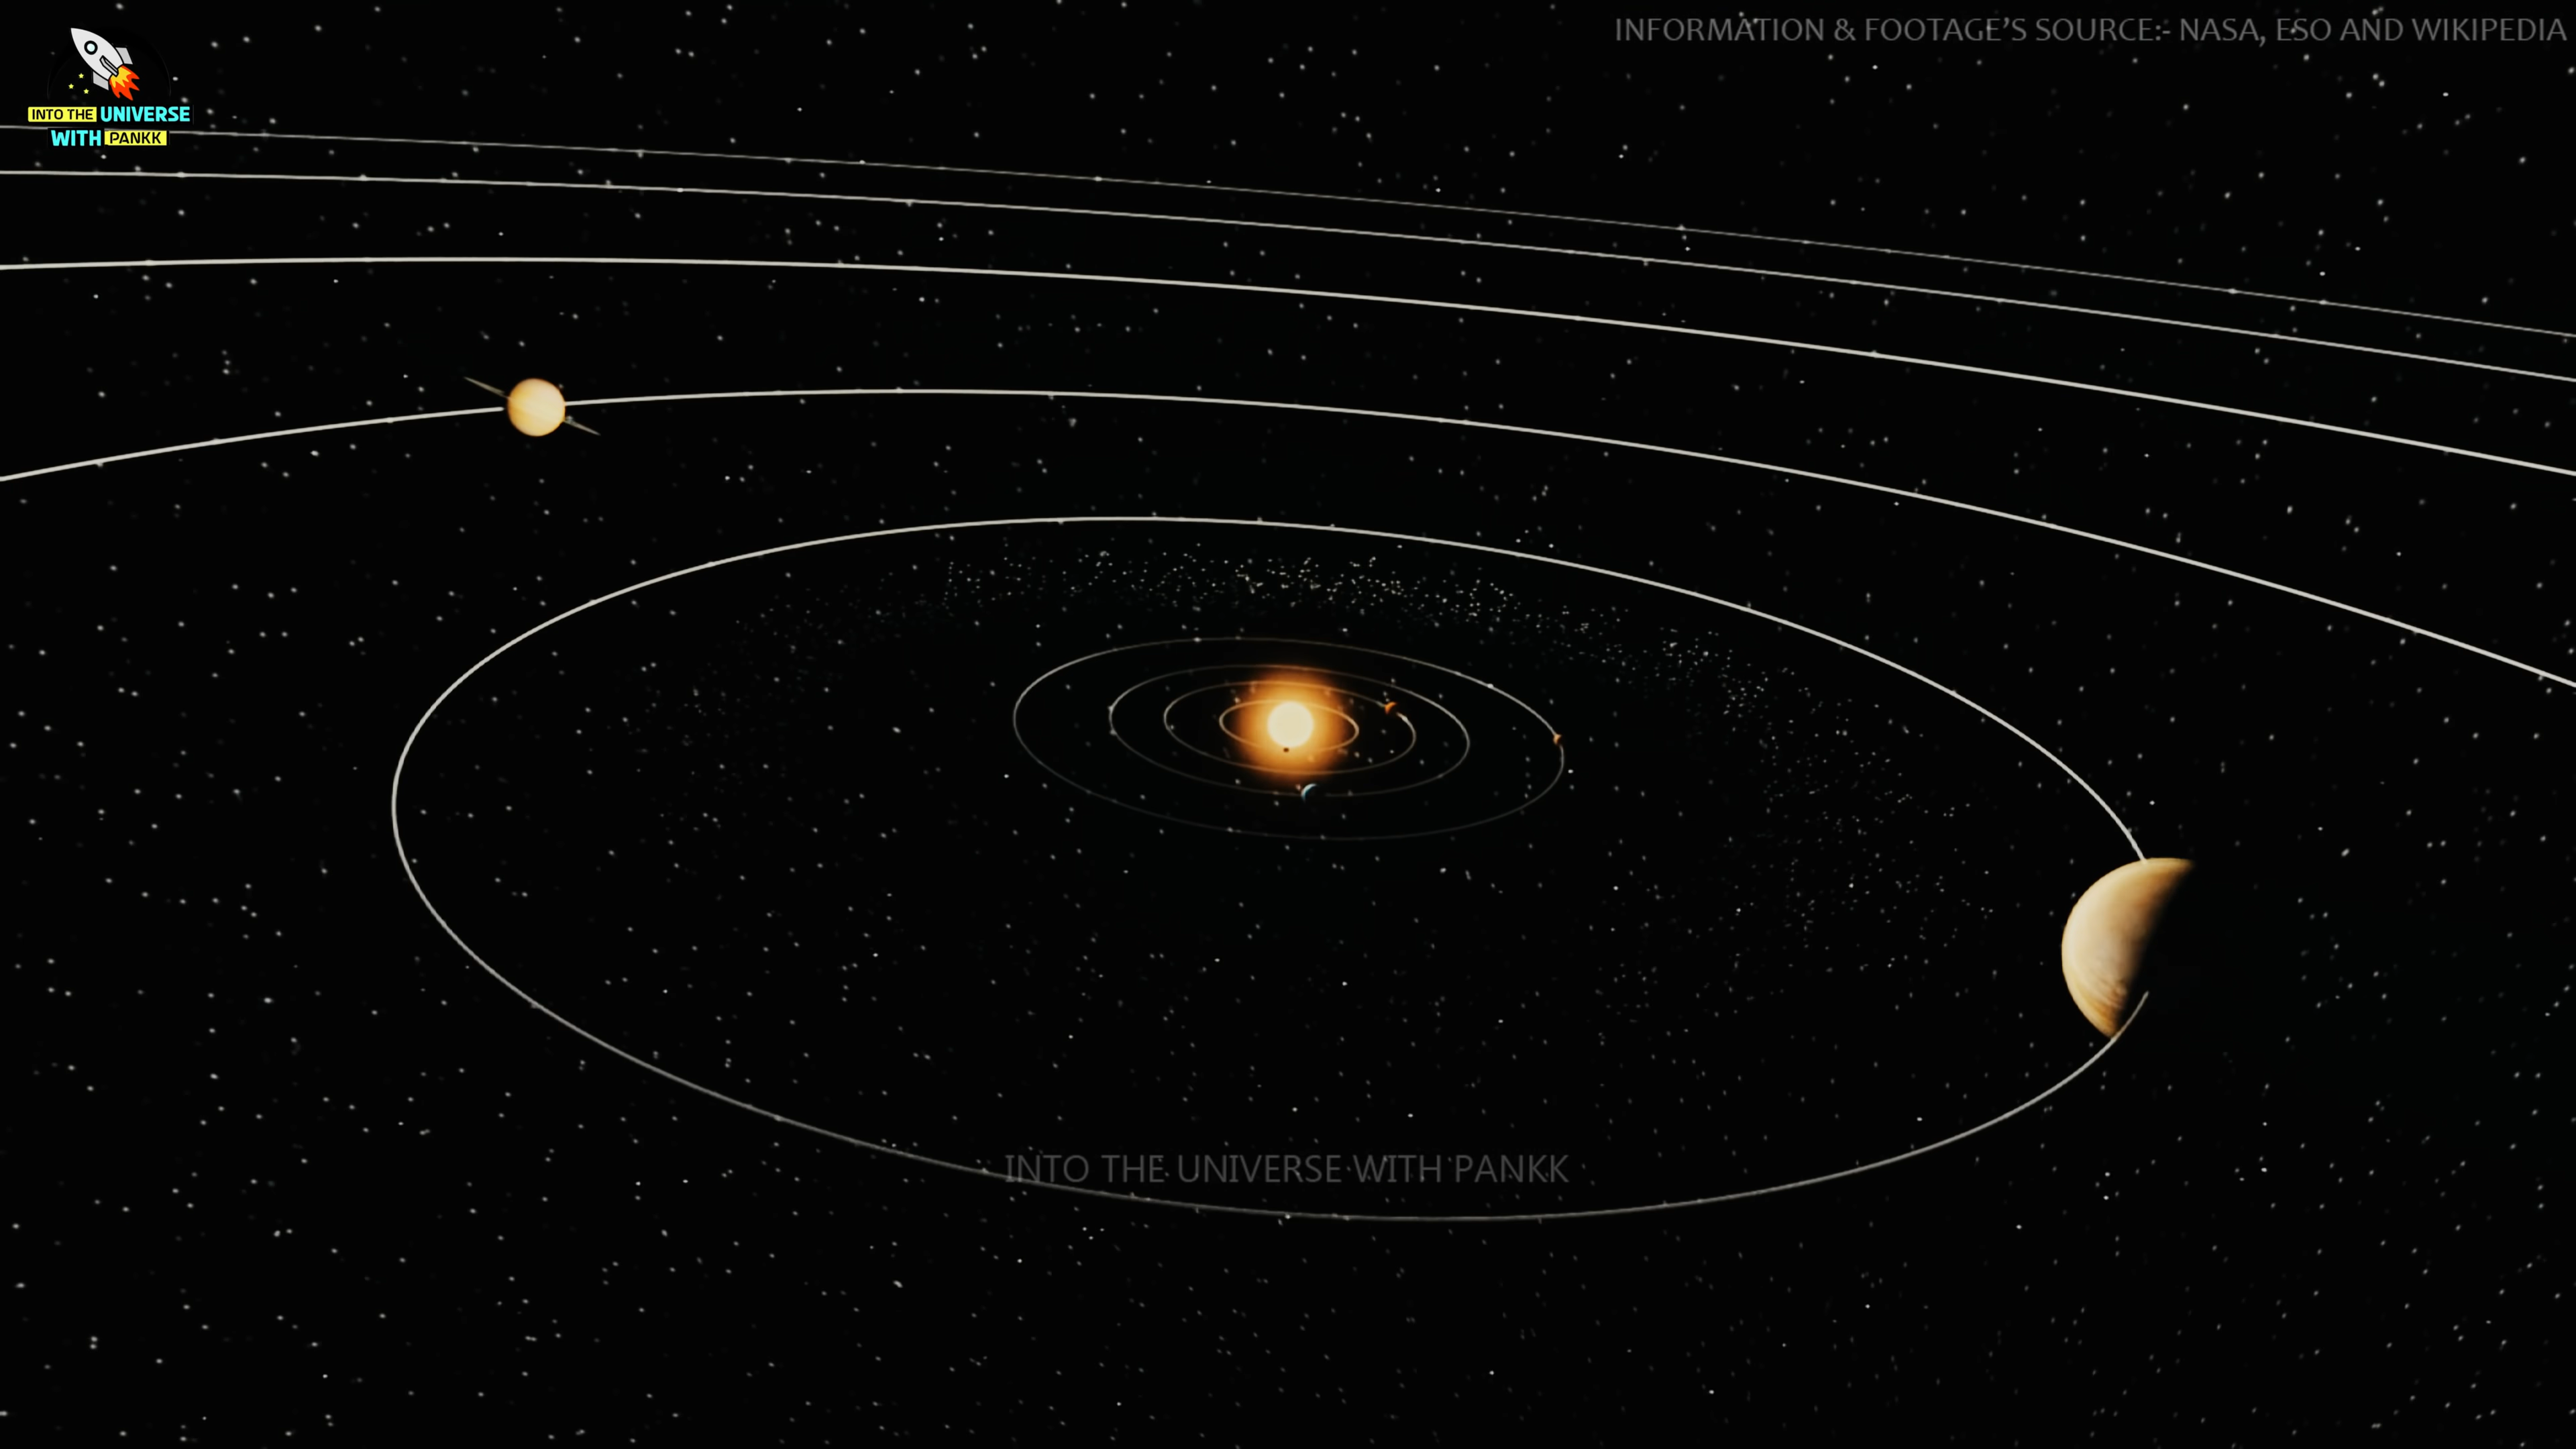 INFORMATION & FOOTAGE'S SOURCE:- NASA, ESO AND WIKIPEDIA
INTO THE UNIVERSE
WITH PANKK
INTO THE UNIVERSE WITH PANKK